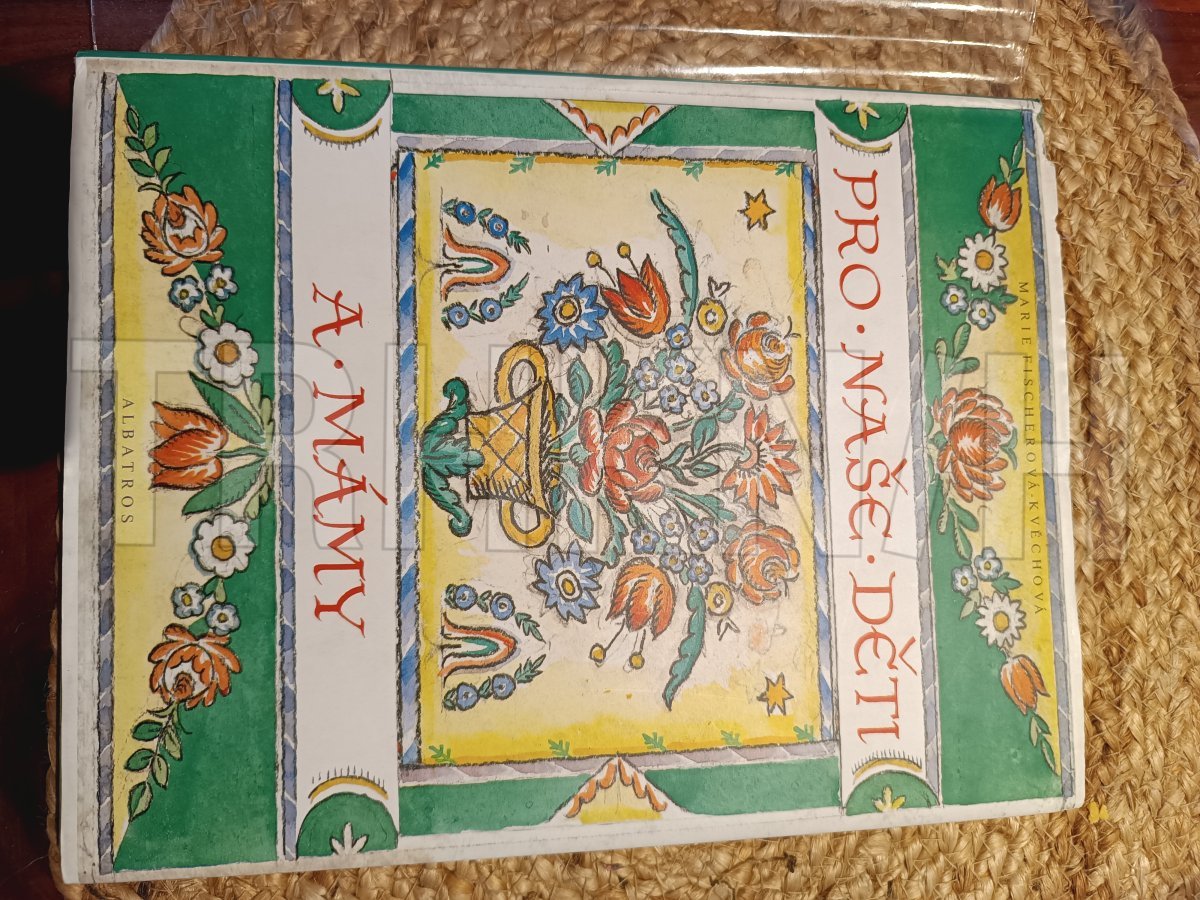 MARIE FISCHEROVÁ-KVĚCHOVÁ
PRO·NAŠE·DĚTI
A·MÁMY
ALBATROS